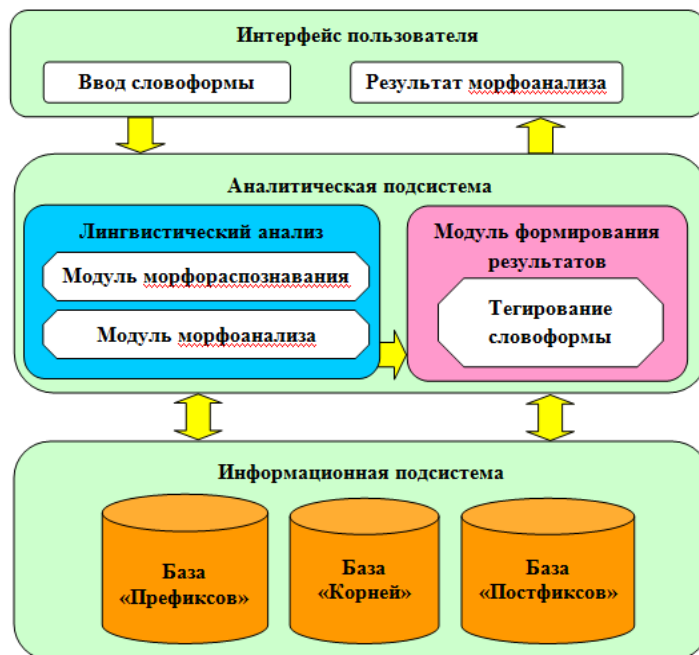 Интерфейс пользователя
Ввод словоформы
Результат морфоанализа
Аналитическая подсистема
Лингвистический анализ
Модуль морфораспознавания
Модуль морфоанализа
Модуль формирования
результатов
Тегирование
словоформы
Информационная подсистема
База
«Префиксов»
База
«Корней»
База
«Постфиксов»